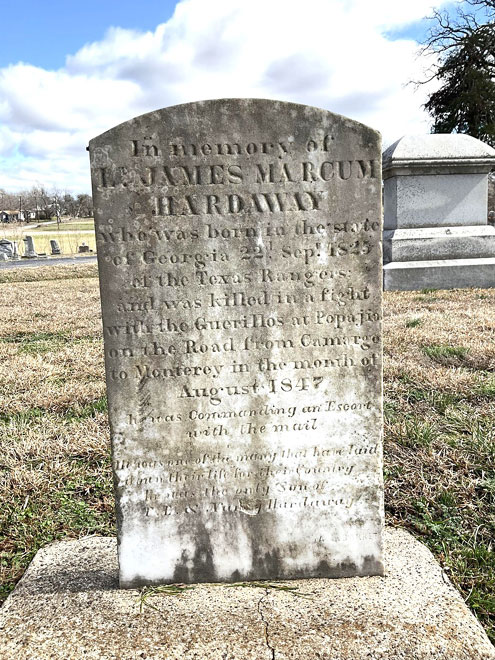 In memory of
Lt JAMES MARCUM
HARDAWAY
who was born in the state
of Georgia 22d Sept 1825
of the Texas Rangers:
and was killed in a fight
with the Guerillos at Popajio
on the Road from Camargo
to Monterey in the month of
August 1847
he was Commanding an Escort
with the mail
He was one of the many that have laid
down their life for their Country
he was the only Son of
& Hardaway